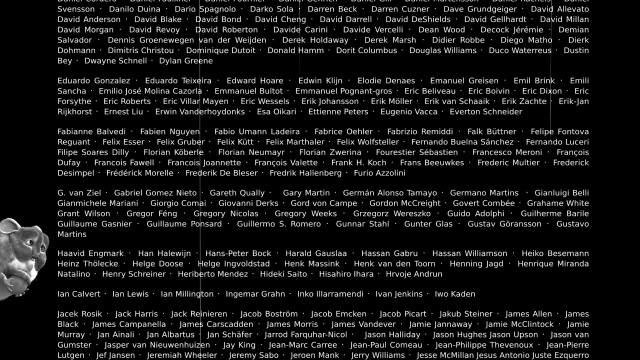 Svenson · Danilo Duina · Dario Spagnolo · Darko Sola · Darren Beck · Darren Cuzner · Dave Grundgeiger · David Allevato
David Anderson · David Blake · David Bond · David Cheng · David Darrell · David DeShields · David Gellhardt · David Millan
David Morgan · David Revoy · David Roberton · Davide Carini · Davide Vercelli · Dean Wood · Decock Jérémie · Demian
Salvador · Dennis Groenewegen van der Weijden · Derek Holdaway · Derek Marsh · Didier Robbe · Diego Matho · Dierk
Dohmann · Dimitris Christou · Dominique Dutoit · Donald Hamm · Dorit Columbus · Douglas Williams · Duco Waterreus · Dustin
Bey · Dwayne Schnell · Dylan Greene
Eduardo Gonzalez · Eduardo Teixeira · Edward Hoare · Edwin Klijn · Elodie Denaes · Emanuel Greisen · Emil Brink · Emili
Sancha · Emilio José Molina Cazorla · Emmanuel Bultot · Emmanuel Pognant-gros · Eric Beliveau · Eric Boivin · Eric Dixon · Eric
Forsythe · Eric Roberts · Eric Villar Mayen · Eric Wessels · Erik Johansson · Erik Möller · Erik van Schaaik · Erik Zachte · Erik-Jan
Rijkhorst · Ernest Liu · Erwin Vanderhoydonks · Esa Oikari · Ettienne Peters · Eugenio Vacca · Everton Schneider
Fabianne Balvedi · Fabien Nguyen · Fabio Umann Ladeira · Fabrice Oehler · Fabrizio Remiddi · Falk Büttner · Felipe Fontova
Reguant · Felix Esser · Felix Gruber · Felix Kütt · Felix Marthaler · Felix Wolfsteller · Fernando Buelna Sánchez · Fernando Luceri
Filipe Soares Dilly · Florian Köberle · Florian Neumayr · Florian Zwerina · Fourestier Sébastien · Francesco Meroni · François
Dufay · Francois Fawell · Francois Joannette · François Valette · Frank H. Koch · Frans Beeuwkes · Frederic Multier · Frederick
Desimpel · Frédérick Morelle · Frederik De Bleser · Fredrik Hallenberg · Furio Azzolini
G. van Ziel · Gabriel Gomez Nieto · Gareth Qually · Gary Martin · Germán Alonso Tamayo · Germano Martins · Gianluigi Belli
Gianmichele Mariani · Giorgio Comai · Giovanni Derks · Gord von Campe · Gordon McCreight · Govert Combée · Grahame White
Grant Wilson · Gregor Féng · Gregory Nicolas · Gregory Weeks · Grzegorz Wereszko · Guido Adolphi · Guilherme Barile
Guillaume Gasnier · Guillaume Ponsard · Guillermo S. Romero · Gunnar Stahl · Gunter Glas · Gustav Göransson · Gustavo
Martins
Haavid Engmark · Han Halewijn · Hans-Peter Bock · Harald Gauslaa · Hassan Gabru · Hassan Williamson · Heiko Besemann
Heinz Thölecke · Helge Doose · Helge Ingvoldstad · Henk Massink · Henk van den Toorn · Henning Jagd · Henrique Miranda
Natalino · Henry Schreiner · Heriberto Mendez · Hideki Saito · Hisahiro Ihara · Hrvoje Andrun
Ian Calvert · Ian Lewis · Ian Millington · Ingemar Grahn · Inko Illarramendi · Ivan Jenkins · Iwo Kaden
Jacek Rosik · Jack Harris · Jack Reinieren · Jacob Boström · Jacob Emcken · Jacob Picart · Jakub Steiner · James Allen · James
Black · James Campanella · James Carscadden · James Morris · James Vandever · Jamie Jannaway · Jamie McClintock · Jamie
Murray · Jan Ainali · Jan Albartus · Jan Schäfer · Jarrod Farquhar-Nicol · Jason Halliday · Jason Hughes Jason Upson · Jason van
Gumster · Jasper van Nieuwenhuizen · Jay King · Jean-Marc Carree · Jean-Paul Comeau · Jean-Philippe Thevenoux · Jean-Pierre
Lutgen · Jef Jansen · Jeremiah Wheeler · Jeremy Sabo · Jeroen Mank · Jerry Williams · Jesse McMillan Jesus Antonio Juste Ezquerro